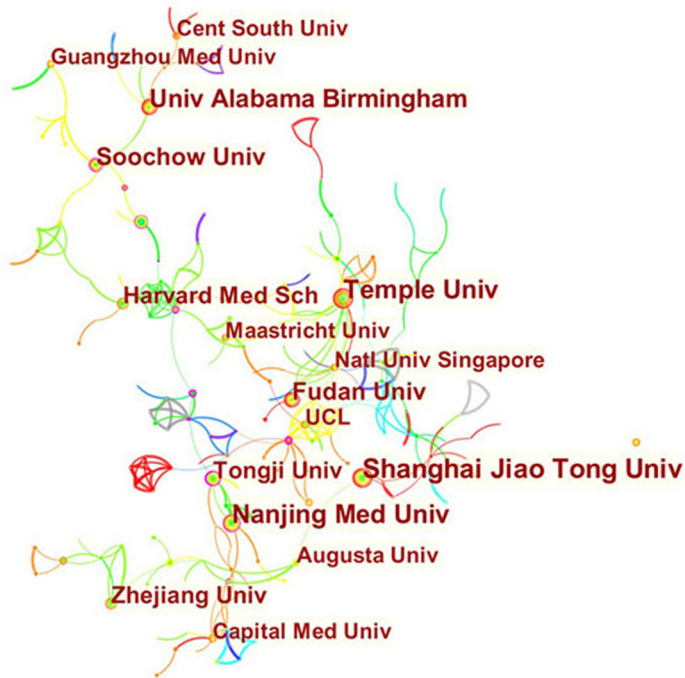 Cent South Univ
Guangzhou Med Univ
Univ Alabama Birmingham
Soochow Univ
Harvard Med Sch
Temple Univ
Maastricht Univ
Natl Univ Singapore
Fudan Univ
UCL
Tongji Univ
Shanghai Jiao Tong Univ
Nanjing Med Univ
Augusta Univ
Zhejiang Univ
Capital Med Univ